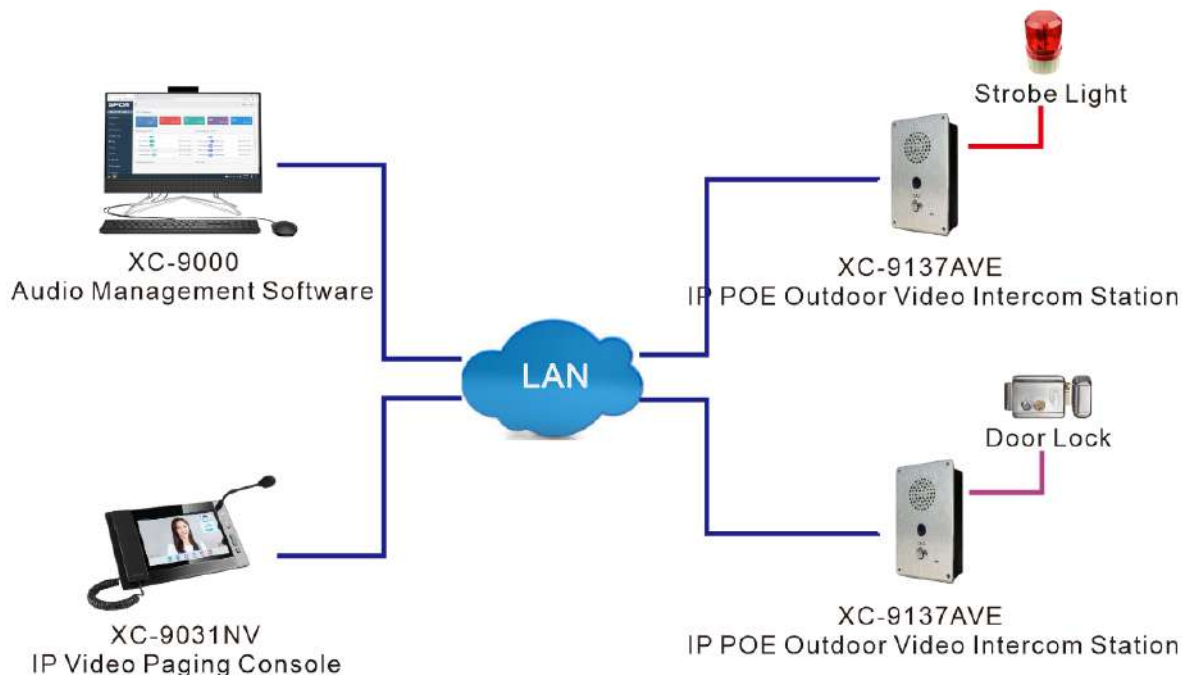 Strobe Light
XC-9000
Audio Management Software
XC-9137AVE
IP POE Outdoor Video Intercom Station
LAN
Door Lock
XC-9031NV
IP Video Paging Console
XC-9137AVE
IP POE Outdoor Video Intercom Station